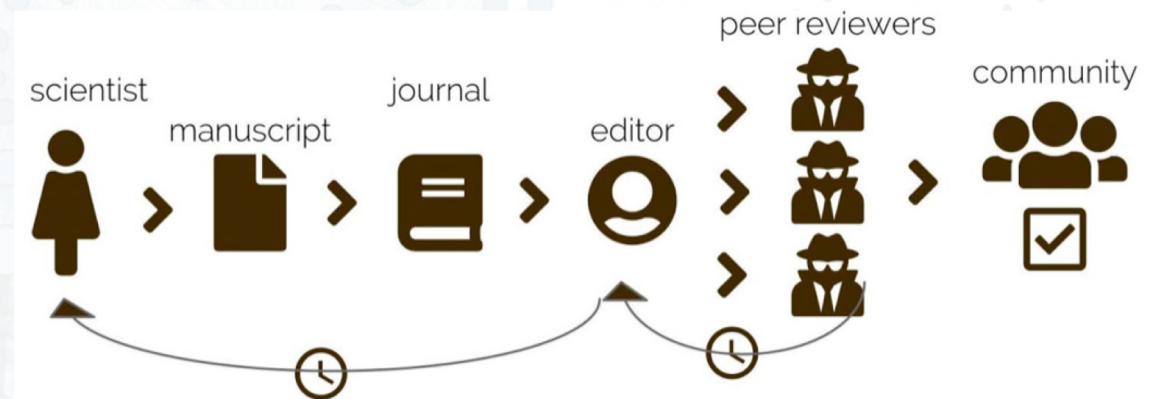 scientist
manuscript
journal
editor
peer reviewers
community